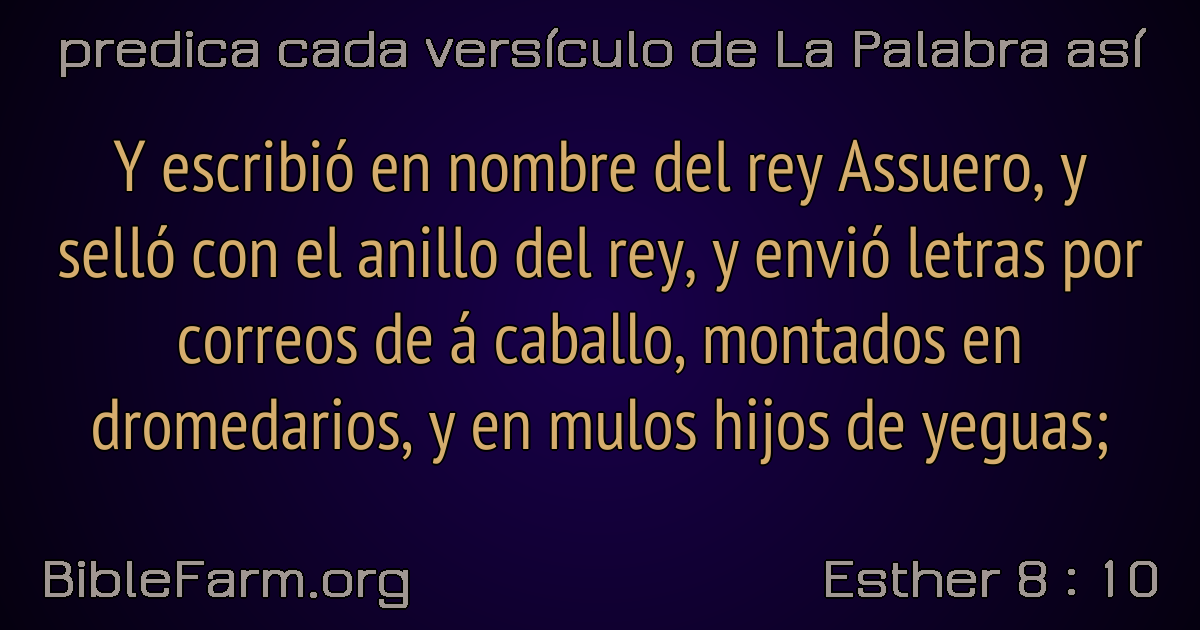 predica cada versículo de La Palabra así
Y escribió en nombre del rey Assuero, y
selló con el anillo del rey, y envió letras por
correos de á caballo, montados en
dromedarios, y en mulos hijos de yeguas;
BibleFarm.org
Esther 8 : 10